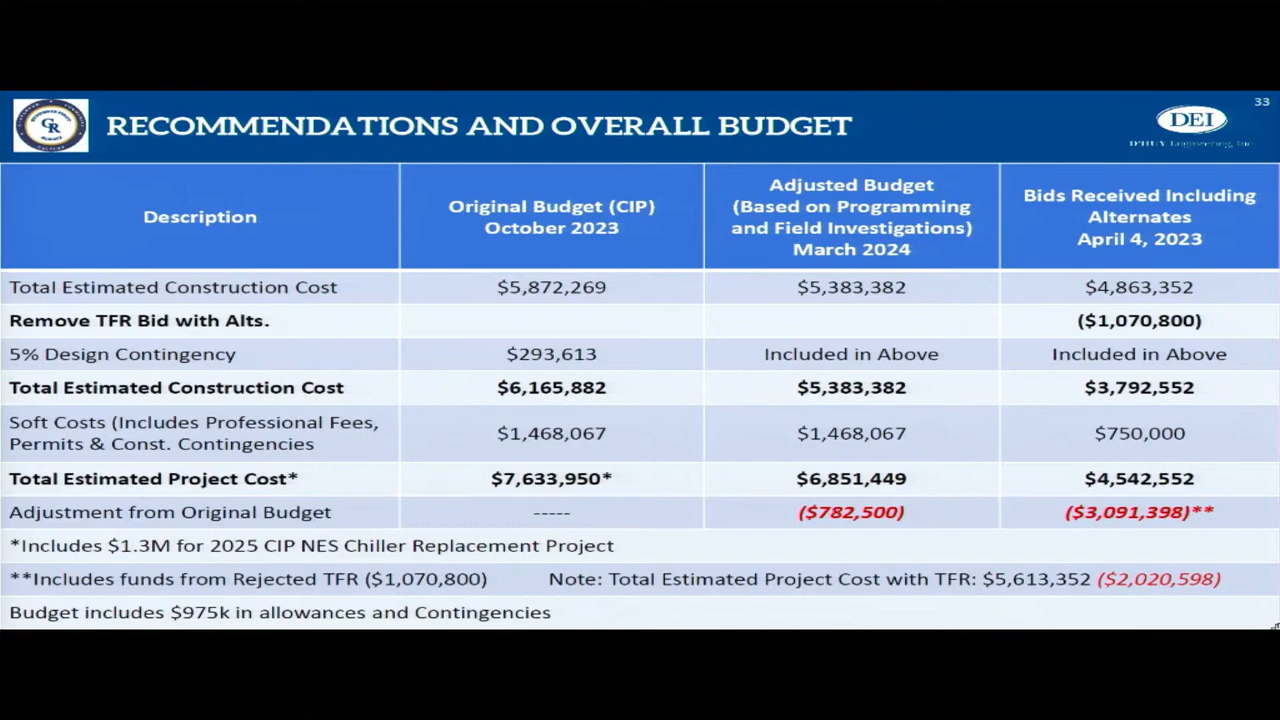 33
RECOMMENDATIONS AND OVERALL BUDGET
GR
DEI
D'HUY Engineering, Inc.
Description
Original Budget (CIP)
October 2023
Adjusted Budget
(Based on Programming
and Field Investigations)
March 2024
Bids Received Including
Alternates
April 4, 2023
Total Estimated Construction Cost $5,872,269 $5,383,382 $4,863,352
Remove TFR Bid with Alts. ($1,070,800)
5% Design Contingency $293,613 Included in Above Included in Above
Total Estimated Construction Cost $6,165,882 $5,383,382 $3,792,552
Soft Costs (Includes Professional Fees,
Permits & Const. Contingencies $1,468,067 $1,468,067 $750,000
Total Estimated Project Cost* $7,633,950* $6,851,449 $4,542,552
Adjustment from Original Budget ----- ($782,500) ($3,091,398)**
*Includes $1.3M for 2025 CIP NES Chiller Replacement Project
**Includes funds from Rejected TFR ($1,070,800) Note: Total Estimated Project Cost with TFR: $5,613,352 ($2,020,598)
Budget includes $975k in allowances and Contingencies